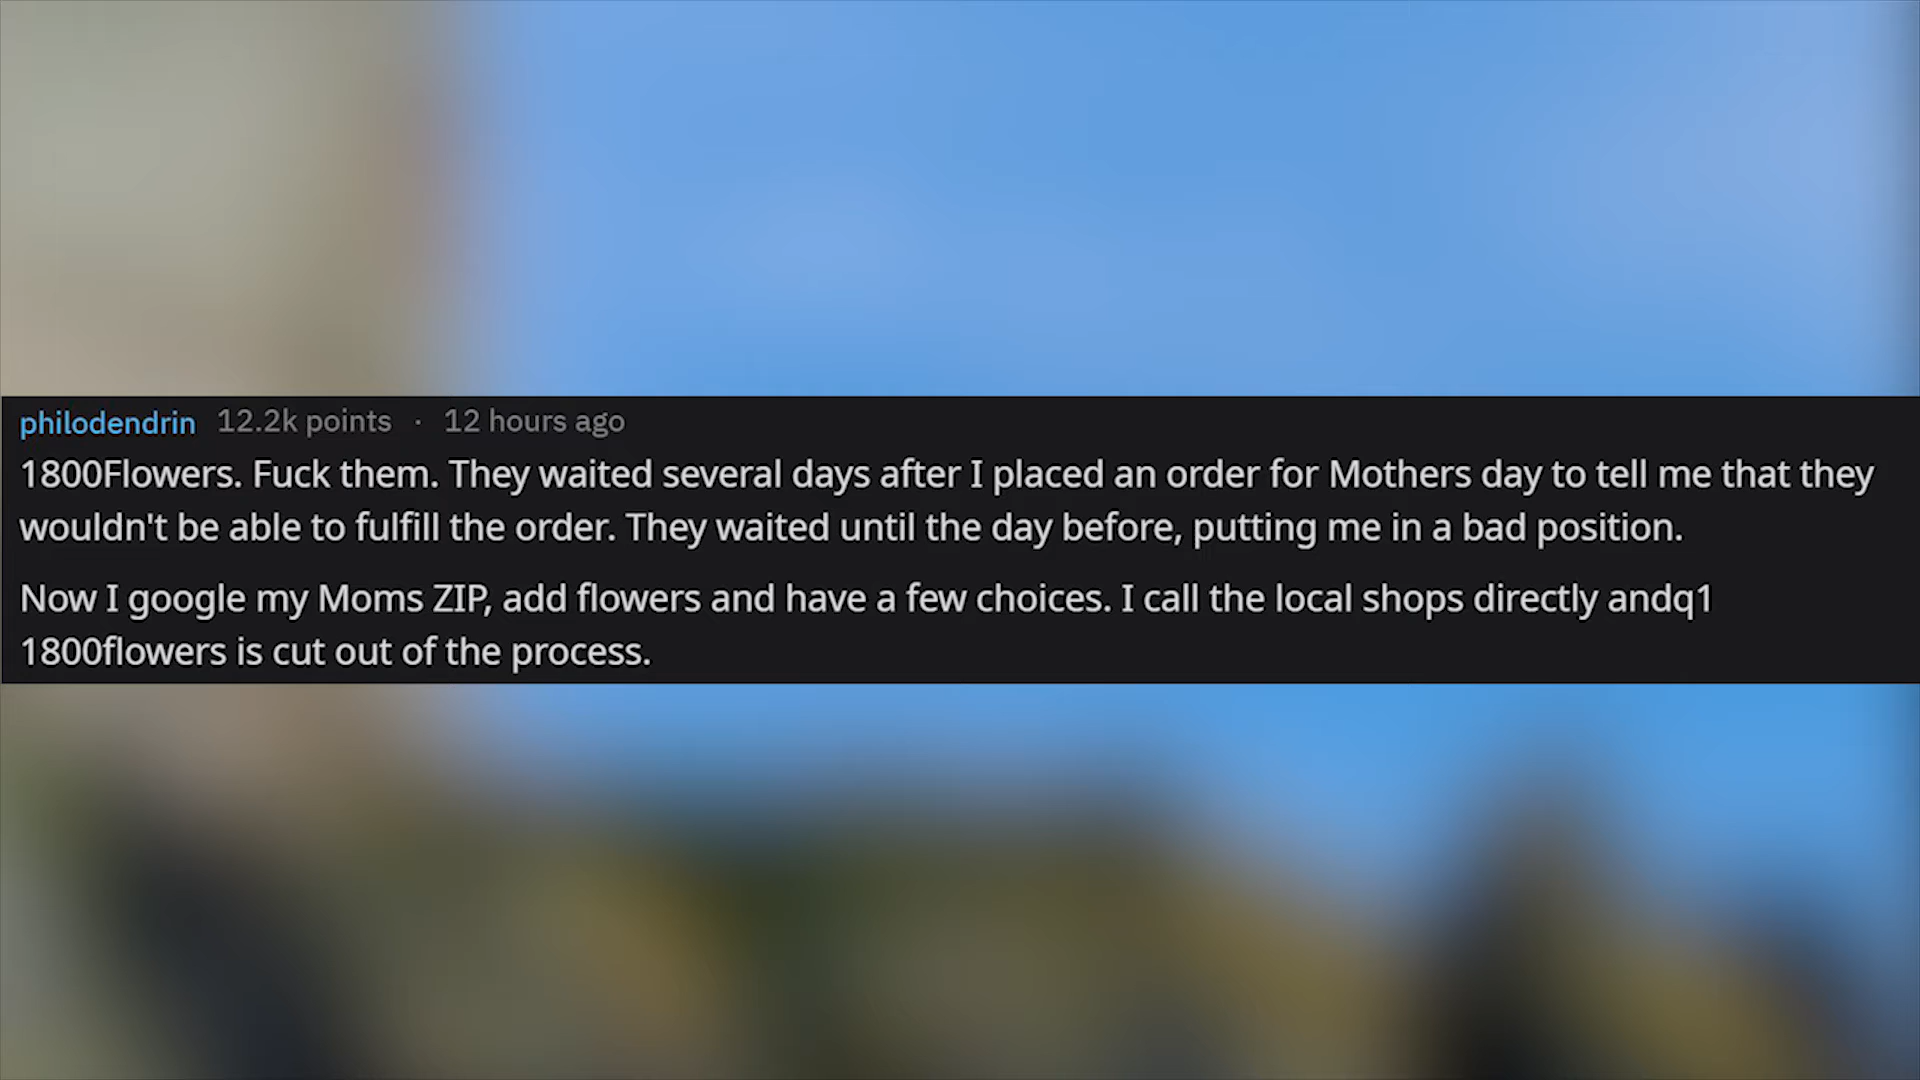 philodendrin 12.2k points · 12 hours ago
1800Flowers. Fuck them. They waited several days after I placed an order for Mothers day to tell me that they
wouldn't be able to fulfill the order. They waited until the day before, putting me in a bad position.
Now I google my Moms ZIP, add flowers and have a few choices. I call the local shops directly andq1
1800flowers is cut out of the process.